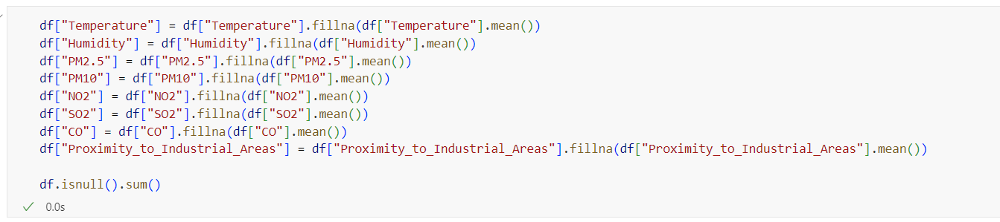 df["Temperature"] = df["Temperature"].fillna(df["Temperature"].mean())
df["Humidity"] = df["Humidity"].fillna(df["Humidity"].mean())
df["PM2.5"] = df["PM2.5"].fillna(df["PM2.5"].mean())
df["PM10"] = df["PM10"].fillna(df["PM10"].mean())
df["NO2"] = df["NO2"].fillna(df["NO2"].mean())
df["SO2"] = df["SO2"].fillna(df["SO2"].mean())
df["CO"] = df["CO"].fillna(df["CO"].mean())
df["Proximity_to_Industrial_Areas"] = df["Proximity_to_Industrial_Areas"].fillna(df["Proximity_to_Industrial_Areas"].mean())
df.isnull().sum()
0.0s